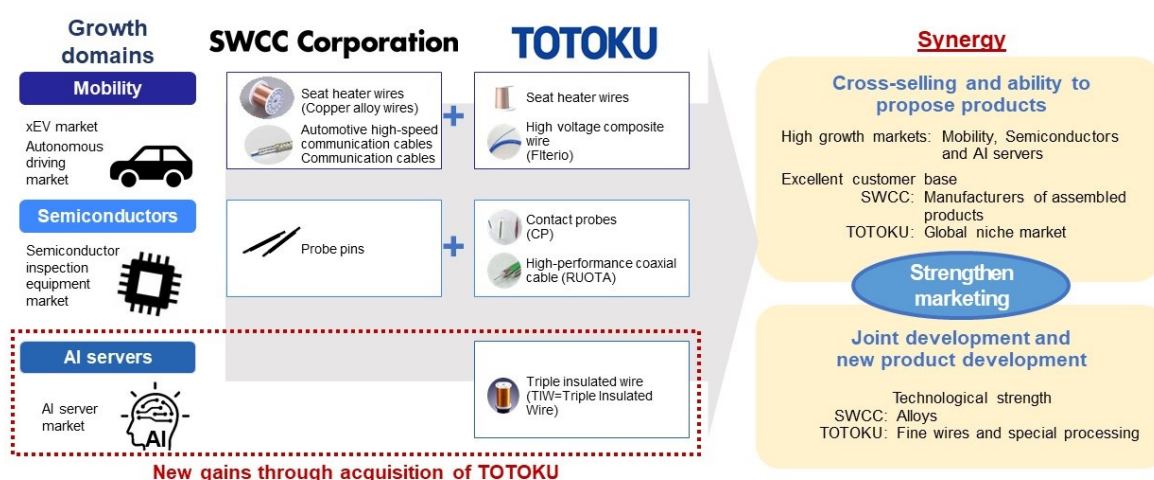 Growth
domains
SWCC Corporation
TOTOKU
Synergy
Mobility
xEV market
Autonomous
driving
market
Seat heater wires
(Copper alloy wires)
Automotive high-speed
communication cables
Communication cables
+
Seat heater wires
High voltage composite
wire
(FIterio)
Semiconductors
Semiconductor
inspection
equipment
market
Probe pins
+
Contact probes
(CP)
High-performance coaxial
cable (RUOTA)
AI servers
AI server
market
AI
Triple insulated wire
(TIW=Triple Insulated
Wire)
New gains through acquisition of TOTOKU
Cross-selling and ability to
propose products
High growth markets: Mobility, Semiconductors
and AI servers
Excellent customer base
SWCC: Manufacturers of assembled
products
TOTOKU: Global niche market
Strengthen
marketing
Joint development and
new product development
Technological strength
SWCC: Alloys
TOTOKU: Fine wires and special processing